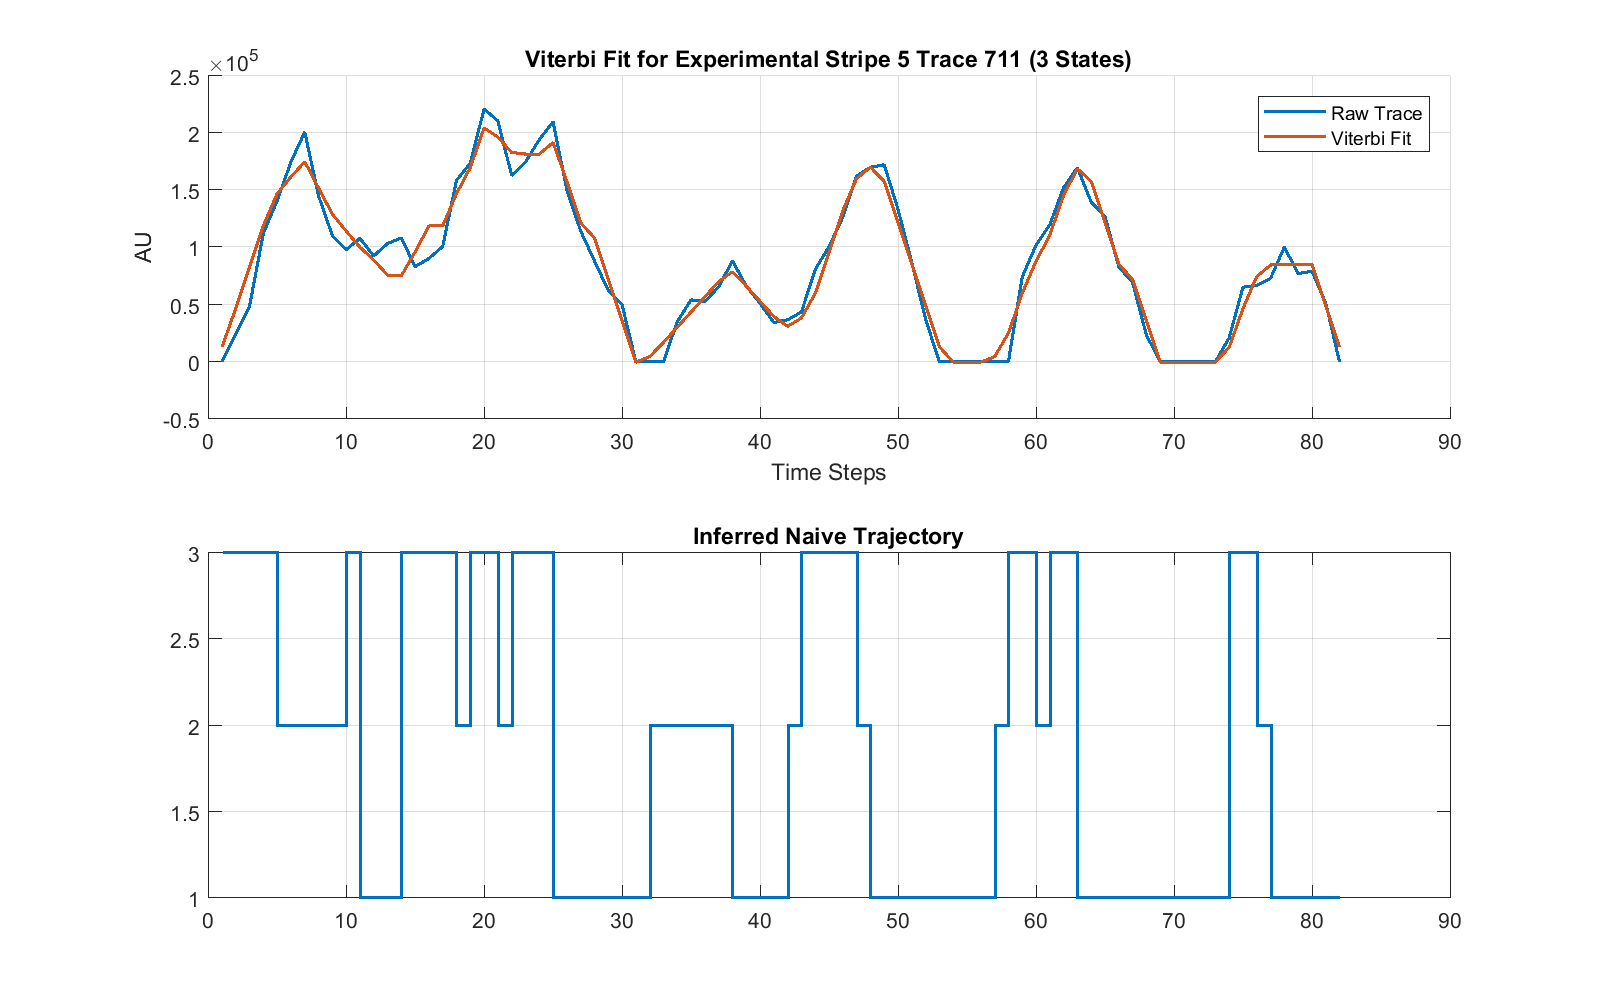 Viterbi Fit for Experimental Stripe 5 Trace 711 (3 States)
×10^5
2.5
2
1.5
1
0.5
0
-0.5
AU
Raw Trace
Viterbi Fit
0 10 20 30 40 50 60 70 80 90
Time Steps
Inferred Naive Trajectory
3
2.5
2
1.5
1
0 10 20 30 40 50 60 70 80 90